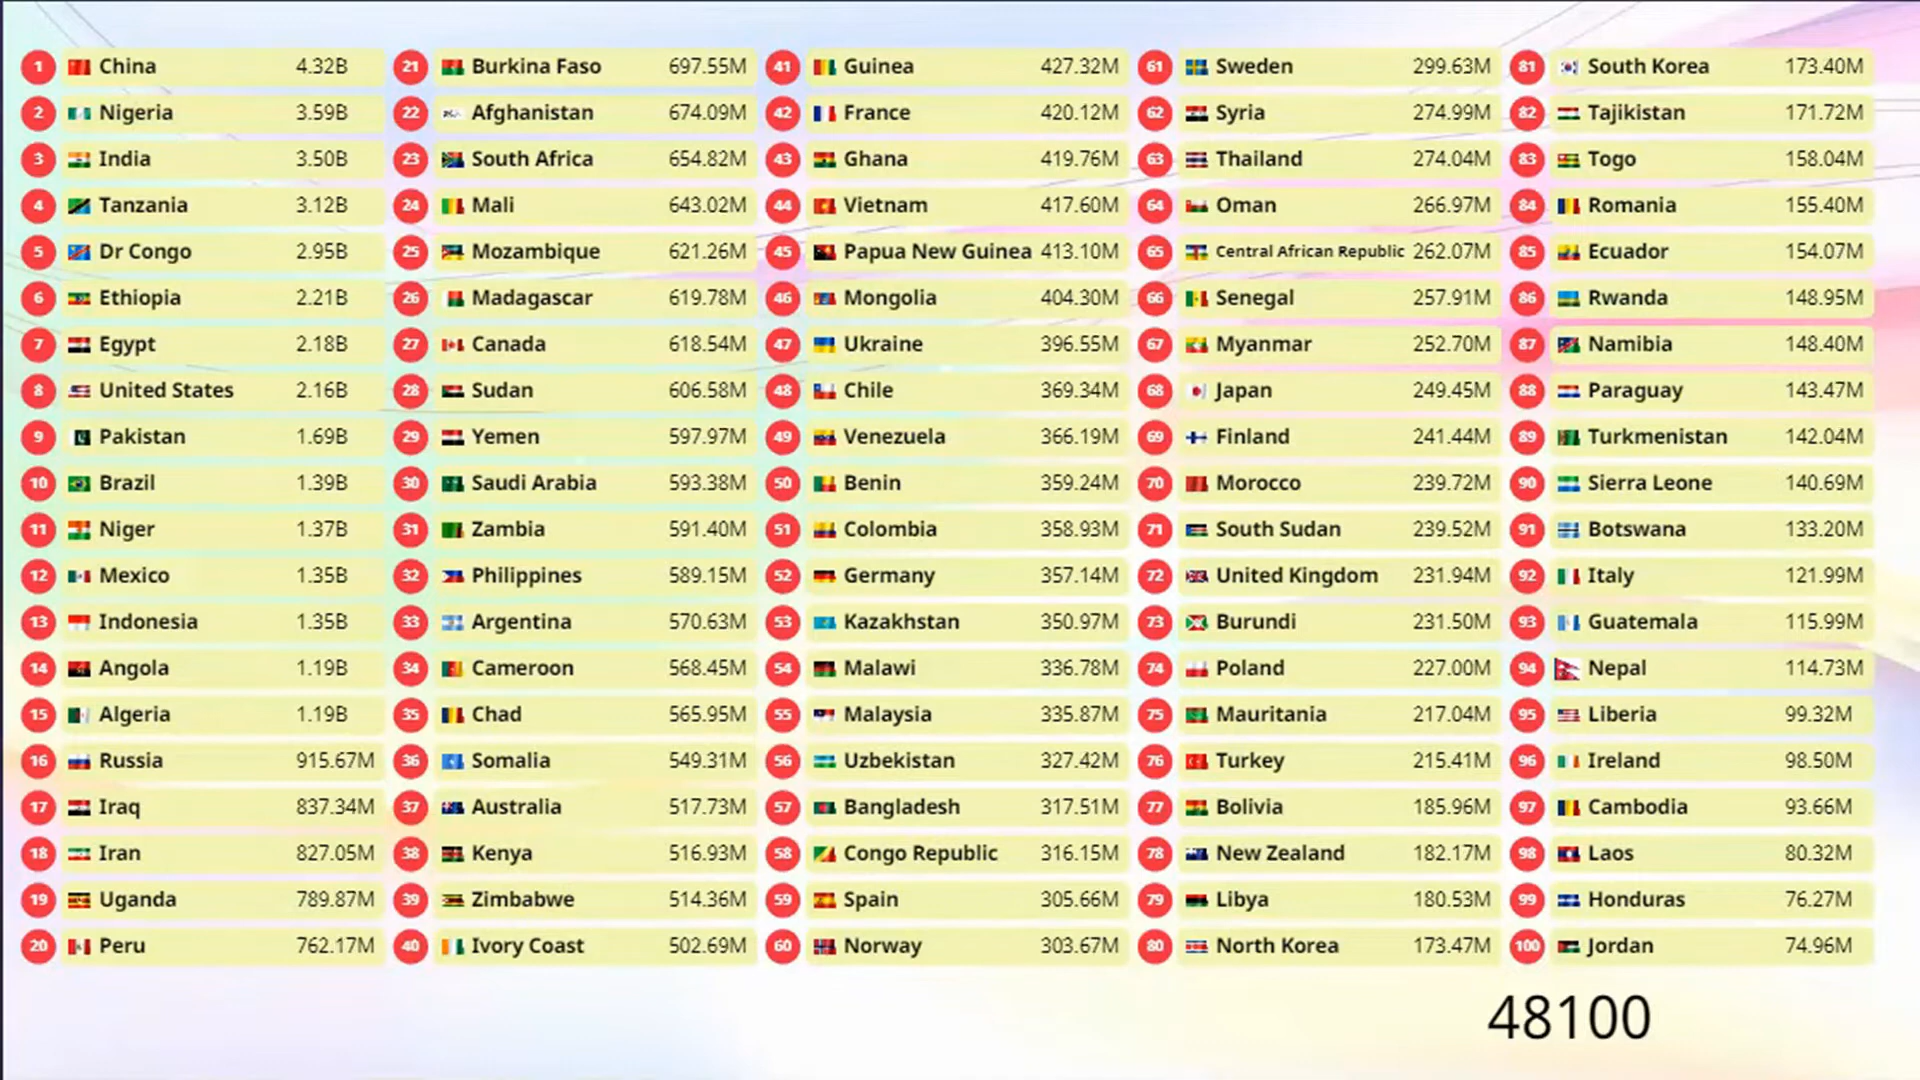 1 China 4.32B
2 Nigeria 3.59B
3 India 3.50B
4 Tanzania 3.12B
5 Dr Congo 2.95B
6 Ethiopia 2.21B
7 Egypt 2.18B
8 United States 2.16B
9 Pakistan 1.69B
10 Brazil 1.39B
11 Niger 1.37B
12 Mexico 1.35B
13 Indonesia 1.35B
14 Angola 1.19B
15 Algeria 1.19B
16 Russia 915.67M
17 Iraq 837.34M
18 Iran 827.05M
19 Uganda 789.87M
20 Peru 762.17M
21 Burkina Faso 697.55M
22 Afghanistan 674.09M
23 South Africa 654.82M
24 Mali 643.02M
25 Mozambique 621.26M
26 Madagascar 619.78M
27 Canada 618.54M
28 Sudan 606.58M
29 Yemen 597.97M
30 Saudi Arabia 593.38M
31 Zambia 591.40M
32 Philippines 589.15M
33 Argentina 570.63M
34 Cameroon 568.45M
35 Chad 565.95M
36 Somalia 549.31M
37 Australia 517.73M
38 Kenya 516.93M
39 Zimbabwe 514.36M
40 Ivory Coast 502.69M
41 Guinea 427.32M
42 France 420.12M
43 Ghana 419.76M
44 Vietnam 417.60M
45 Papua New Guinea 413.10M
46 Mongolia 404.30M
47 Ukraine 396.55M
48 Chile 369.34M
49 Venezuela 366.19M
50 Benin 359.24M
51 Colombia 358.93M
52 Germany 357.14M
53 Kazakhstan 350.97M
54 Malawi 336.78M
55 Malaysia 335.87M
56 Uzbekistan 327.42M
57 Bangladesh 317.51M
58 Congo Republic 316.15M
59 Spain 305.66M
60 Norway 303.67M
61 Sweden 299.63M
62 Syria 274.99M
63 Thailand 274.04M
64 Oman 266.97M
65 Central African Republic 262.07M
66 Senegal 257.91M
67 Myanmar 252.70M
68 Japan 249.45M
69 Finland 241.44M
70 Morocco 239.72M
71 South Sudan 239.52M
72 United Kingdom 231.94M
73 Burundi 231.50M
74 Poland 227.00M
75 Mauritania 217.04M
76 Turkey 215.41M
77 Bolivia 185.96M
78 New Zealand 182.17M
79 Libya 180.53M
80 North Korea 173.47M
81 South Korea 173.40M
82 Tajikistan 171.72M
83 Togo 158.04M
84 Romania 155.40M
85 Ecuador 154.07M
86 Rwanda 148.95M
87 Namibia 148.40M
88 Paraguay 143.47M
89 Turkmenistan 142.04M
90 Sierra Leone 140.69M
91 Botswana 133.20M
92 Italy 121.99M
93 Guatemala 115.99M
94 Nepal 114.73M
95 Liberia 99.32M
96 Ireland 98.50M
97 Cambodia 93.66M
98 Laos 80.32M
99 Honduras 76.27M
100 Jordan 74.96M
48100